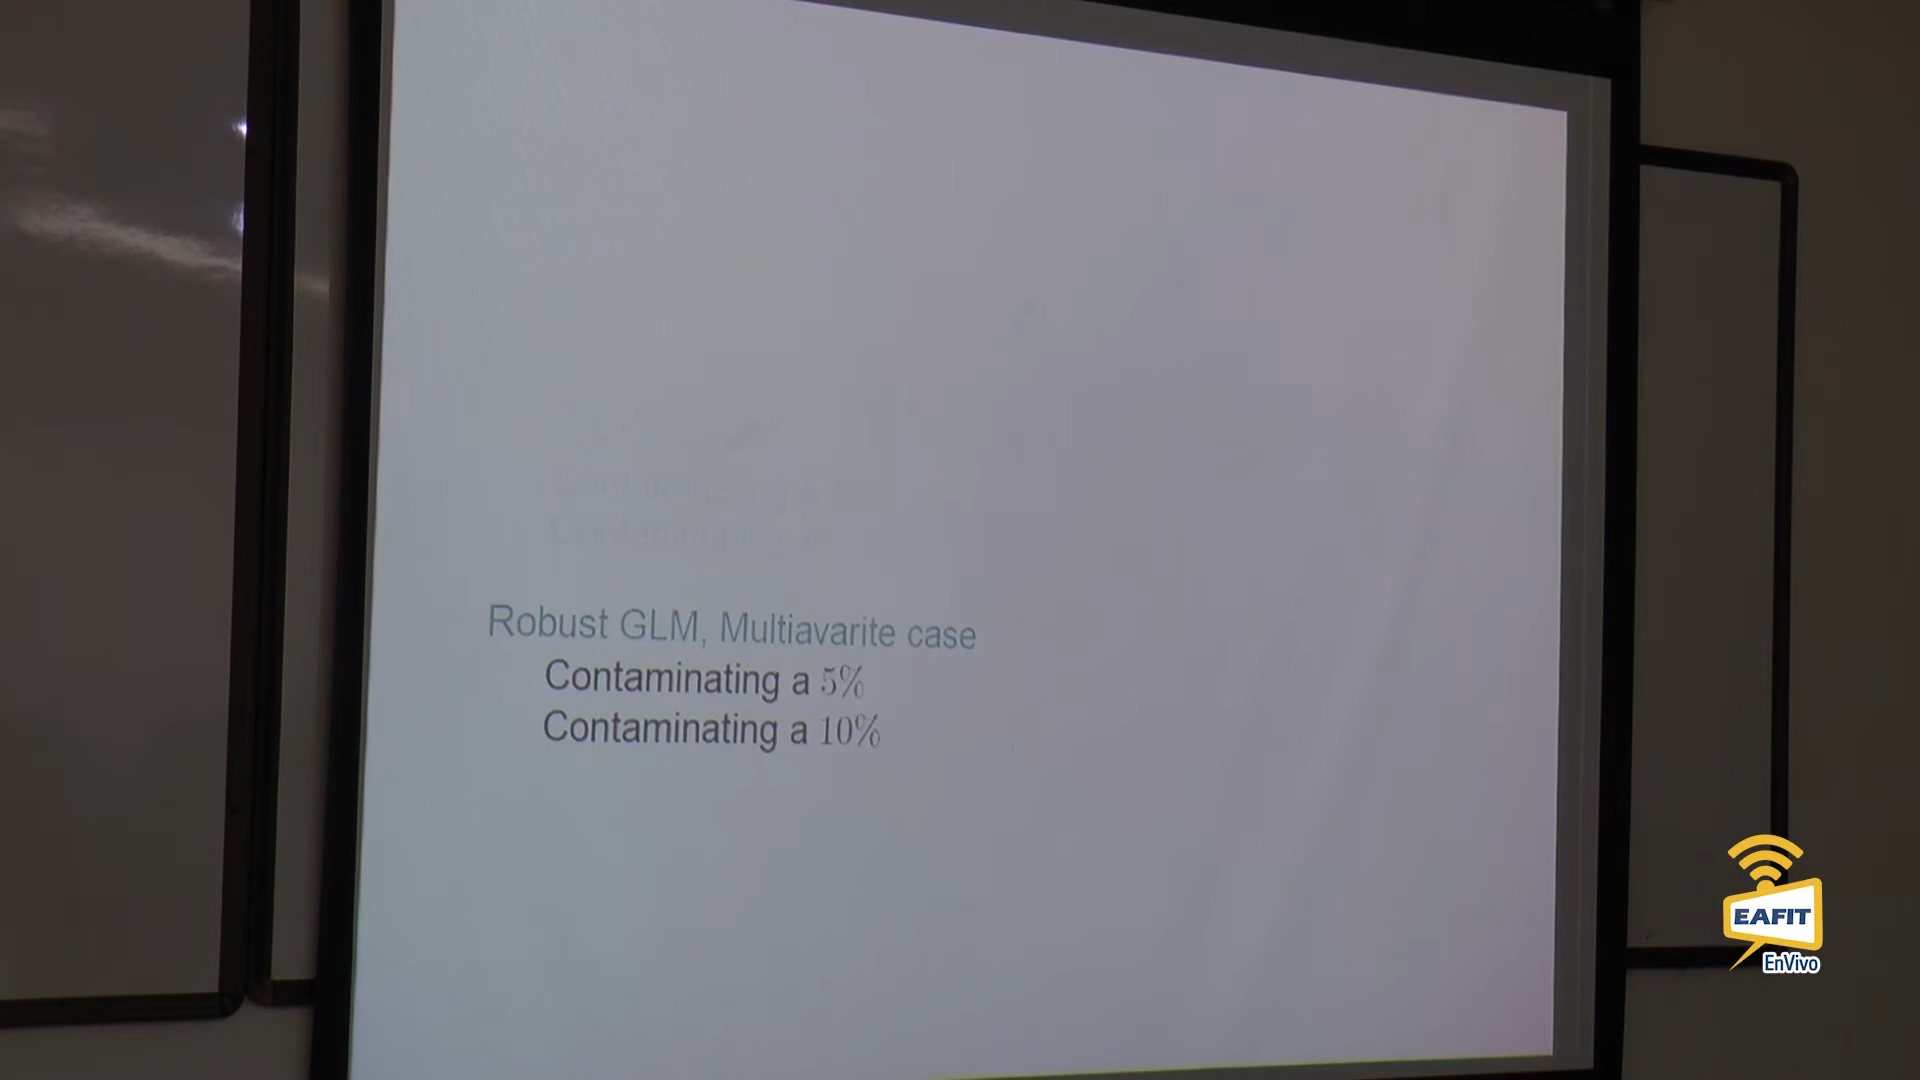 Robust GLM, Multiavarite case
Contaminating a 5%
Contaminating a 10%
EAFIT
EnVivo